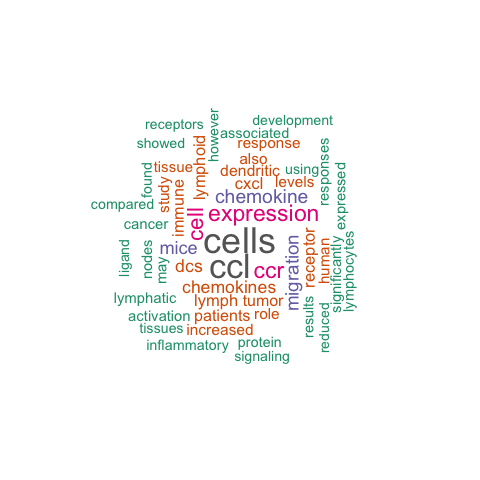 receptors
however
development
associated
showed
response
lymphoid
tissue
also
dendritic
using
responses
found
study
immune
cxcl
levels
expressed
compared
chemokine
cell
expression
cancer
cells
mice
migration
receptor
human
significantly
lymphocytes
ligand
nodes
may
dcs
ccl
ccr
chemokines
lymphatic
lymph
tumor
activation
patients
role
results
reduced
tissues
increased
inflammatory
protein
signaling